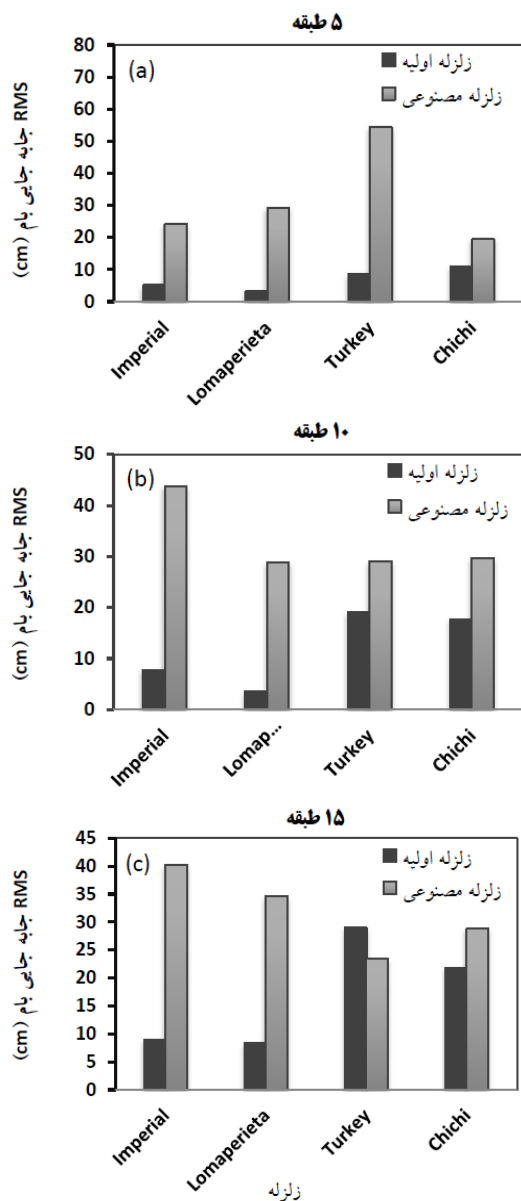 ۵ طبقه
(a)
زلزله اولیه
زلزله مصنوعی
RMS جابه جایی بام (cm)
80
70
60
50
40
30
20
10
0
Imperial
Lomaperieta
Turkey
Chichi
۱۰ طبقه
(b)
زلزله اولیه
زلزله مصنوعی
RMS جابه جایی بام (cm)
50
40
30
20
10
0
Imperial
Lomap...
Turkey
Chichi
۱۵ طبقه
(c)
زلزله اولیه
زلزله مصنوعی
RMS جابه جایی بام (cm)
45
40
35
30
25
20
15
10
5
0
Imperial
Lomaperieta
Turkey
Chichi
زلزله